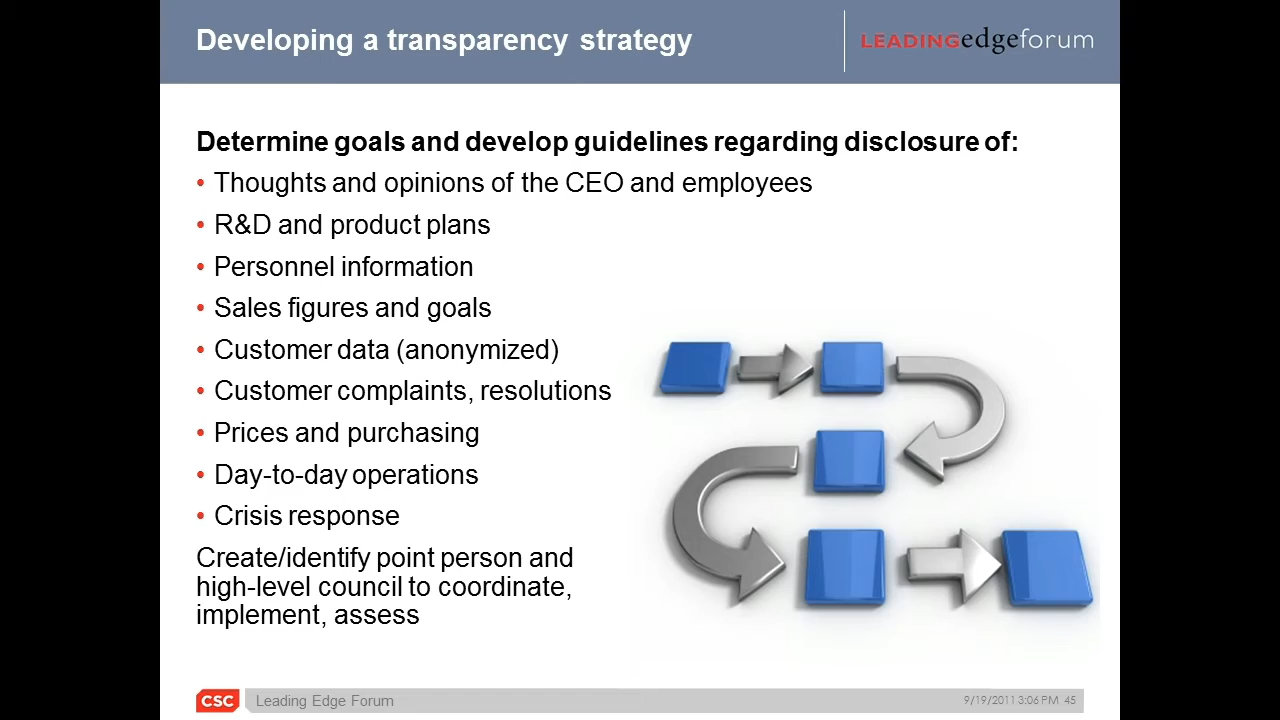 Developing a transparency strategy
LEADINGedgeforum
Determine goals and develop guidelines regarding disclosure of:
• Thoughts and opinions of the CEO and employees
• R&D and product plans
• Personnel information
• Sales figures and goals
• Customer data (anonymized)
• Customer complaints, resolutions
• Prices and purchasing
• Day-to-day operations
• Crisis response
Create/identify point person and
high-level council to coordinate,
implement, assess
CSC Leading Edge Forum 9/19/2011 3:06 PM 45